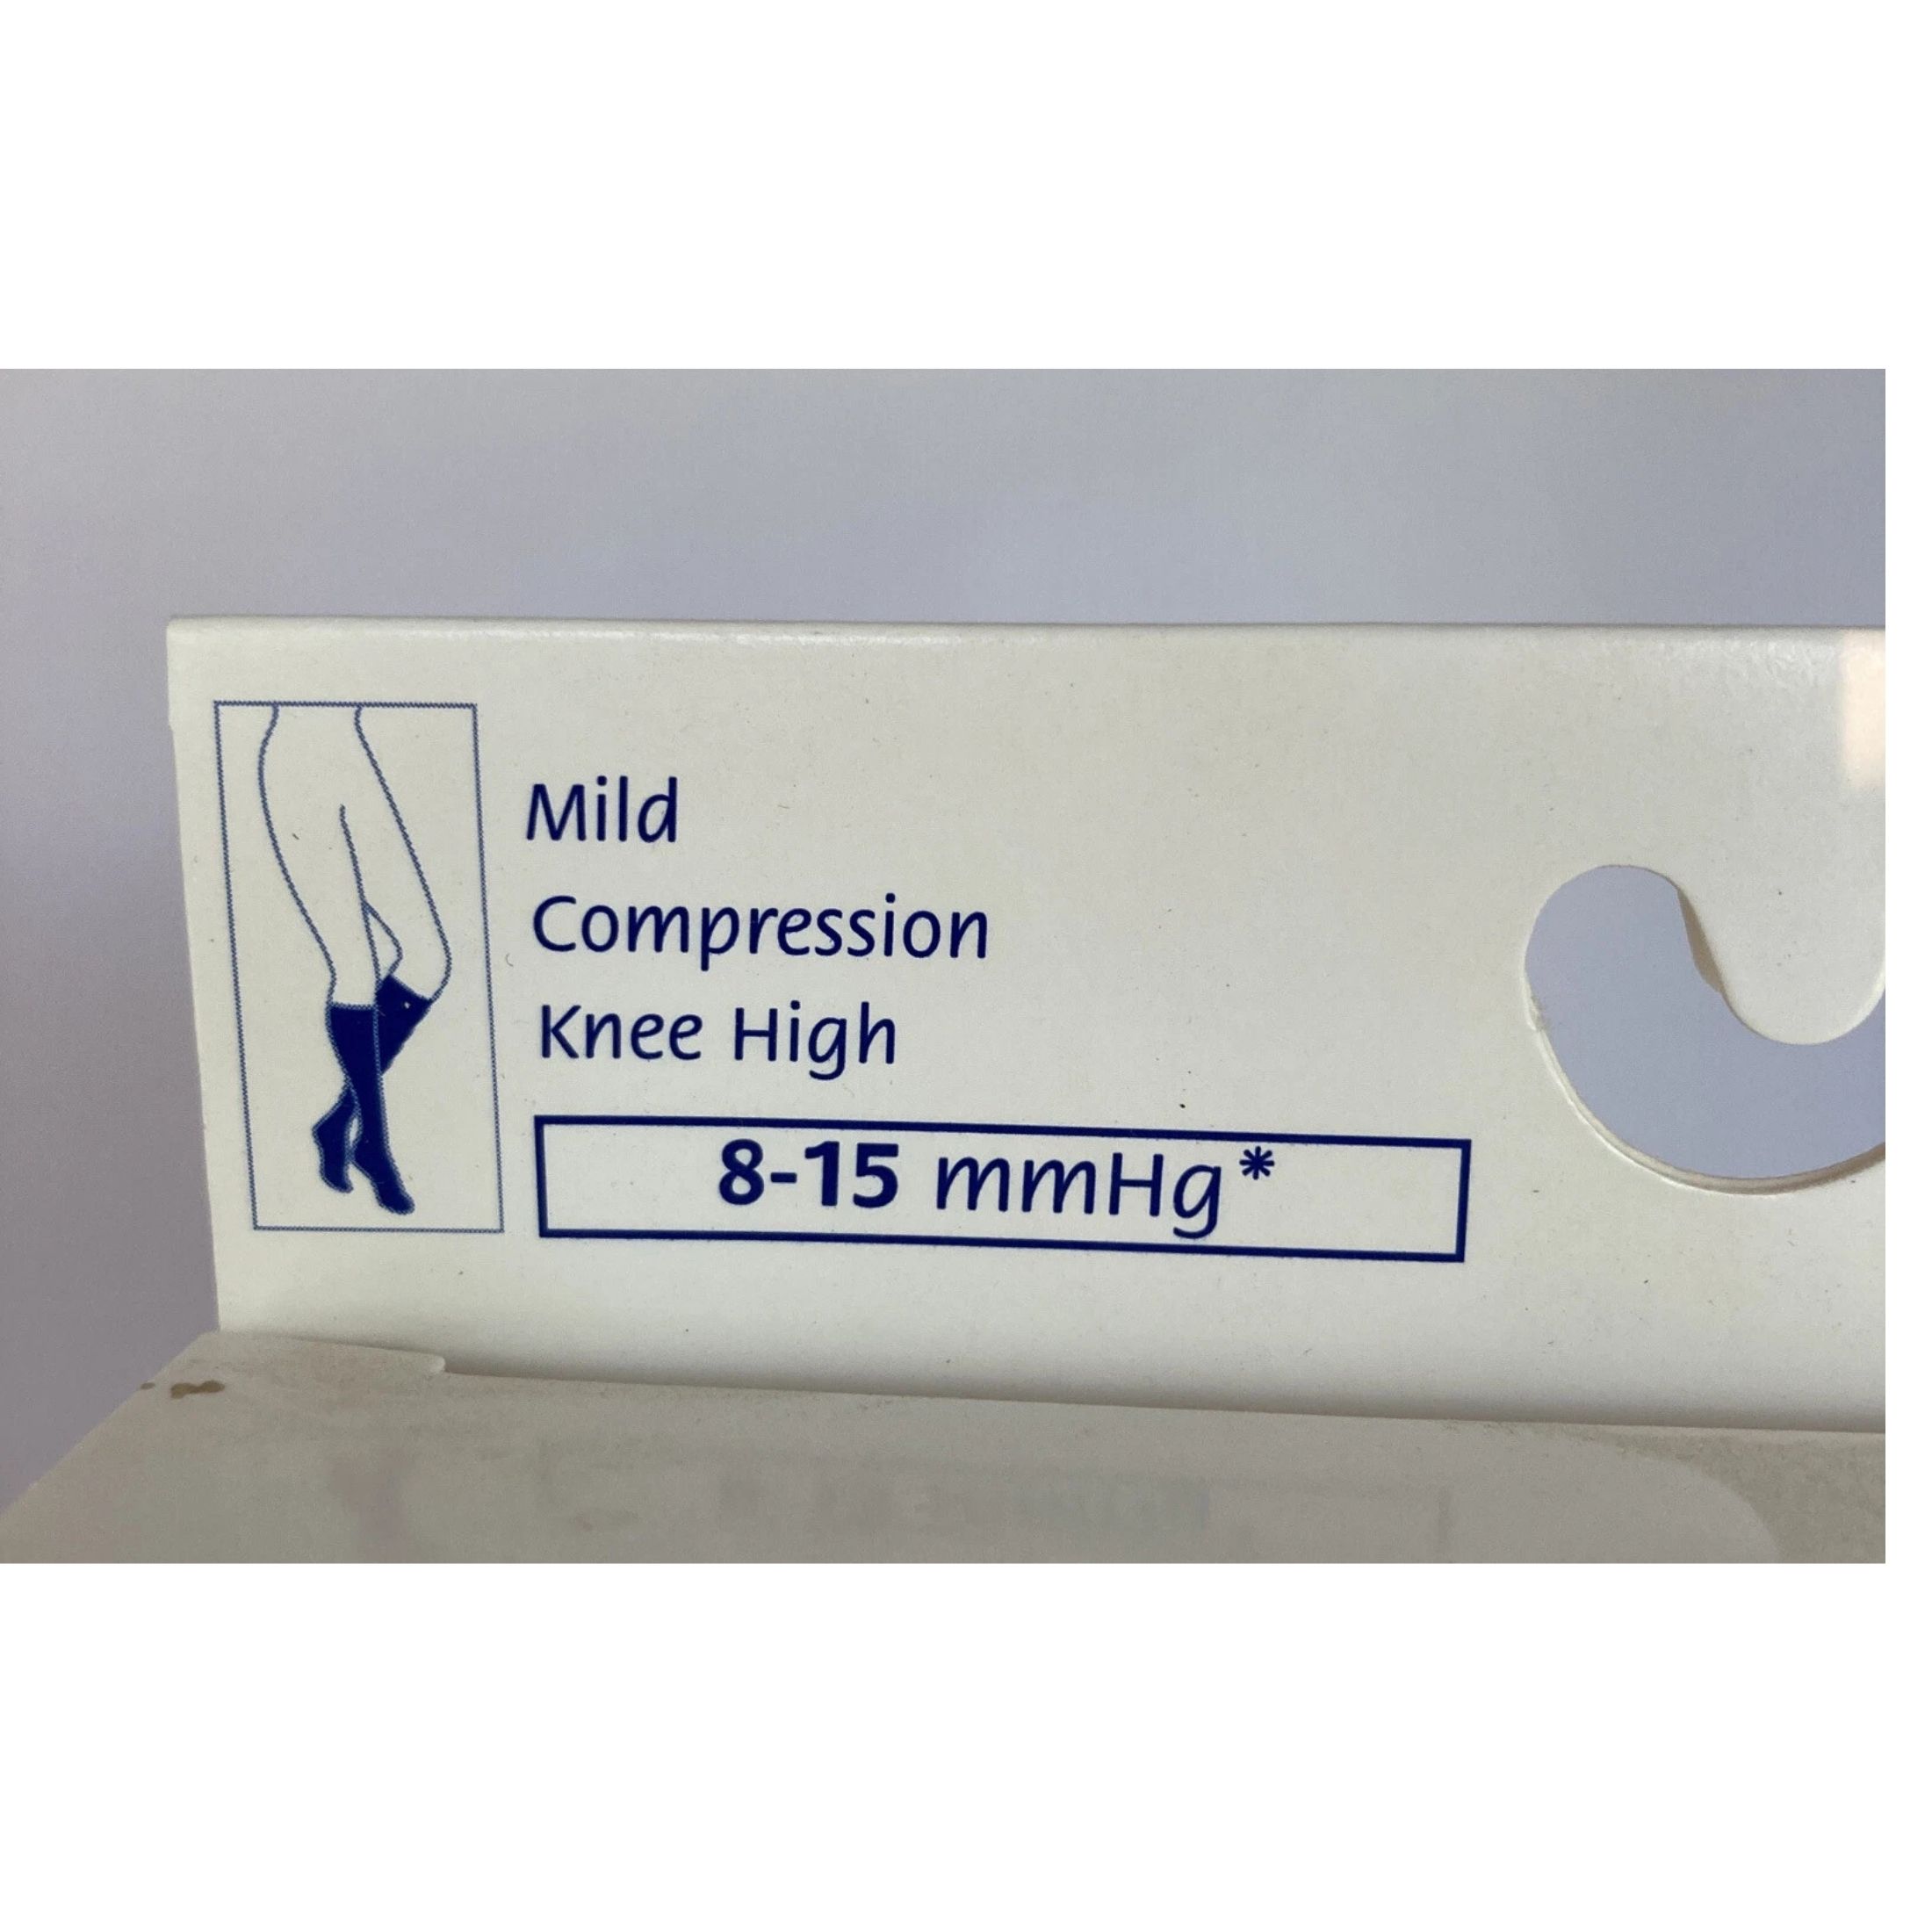 Mild
Compression
Knee High
8-15 mmHg*